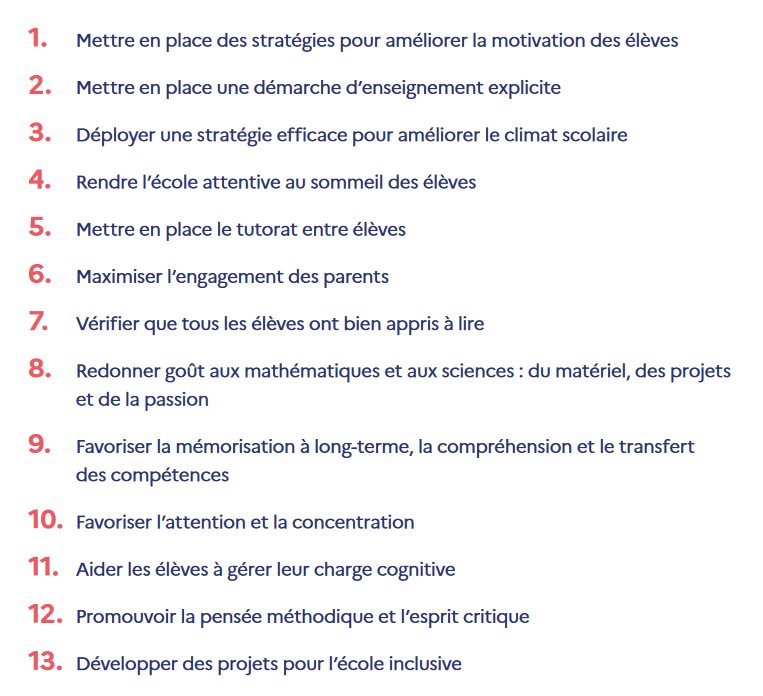 1. Mettre en place des stratégies pour améliorer la motivation des élèves
2. Mettre en place une démarche d’enseignement explicite
3. Déployer une stratégie efficace pour améliorer le climat scolaire
4. Rendre l’école attentive au sommeil des élèves
5. Mettre en place le tutorat entre élèves
6. Maximiser l’engagement des parents
7. Vérifier que tous les élèves ont bien appris à lire
8. Redonner goût aux mathématiques et aux sciences : du matériel, des projets
et de la passion
9. Favoriser la mémorisation à long-terme, la compréhension et le transfert
des compétences
10. Favoriser l’attention et la concentration
11. Aider les élèves à gérer leur charge cognitive
12. Promouvoir la pensée méthodique et l’esprit critique
13. Développer des projets pour l’école inclusive